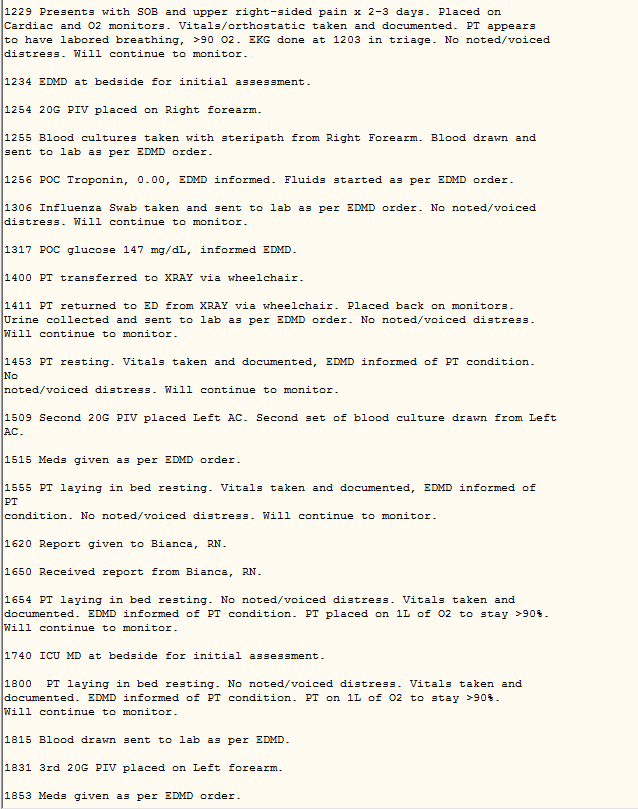 1229 Presents with SOB and upper right-sided pain x 2-3 days. Placed on
Cardiac and O2 monitors. Vitals/orthostatic taken and documented. PT appears
to have labored breathing, >90 O2. EKG done at 1203 in triage. No noted/voiced
distress. Will continue to monitor.
1234 EDMD at bedside for initial assessment.
1254 20G PIV placed on Right forearm.
1255 Blood cultures taken with steripath from Right Forearm. Blood drawn and
sent to lab as per EDMD order.
1256 POC Troponin, 0.00, EDMD informed. Fluids started as per EDMD order.
1306 Influenza Swab taken and sent to lab as per EDMD order. No noted/voiced
distress. Will continue to monitor.
1317 POC glucose 147 mg/dL, informed EDMD.
1400 PT transferred to XRAY via wheelchair.
1411 PT returned to ED from XRAY via wheelchair. Placed back on monitors.
Urine collected and sent to lab as per EDMD order. No noted/voiced distress.
Will continue to monitor.
1453 PT resting. Vitals taken and documented, EDMD informed of PT condition.
No
noted/voiced distress. Will continue to monitor.
1509 Second 20G PIV placed Left AC. Second set of blood culture drawn from Left
AC.
1515 Meds given as per EDMD order.
1555 PT laying in bed resting. Vitals taken and documented, EDMD informed of
PT
condition. No noted/voiced distress. Will continue to monitor.
1620 Report given to Bianca, RN.
1650 Received report from Bianca, RN.
1654 PT laying in bed resting. No noted/voiced distress. Vitals taken and
documented. EDMD informed of PT condition. PT placed on 1L of O2 to stay >90%.
Will continue to monitor.
1740 ICU MD at bedside for initial assessment.
1800  PT laying in bed resting. No noted/voiced distress. Vitals taken and
documented. EDMD informed of PT condition. PT on 1L of O2 to stay >90%.
Will continue to monitor.
1815 Blood drawn sent to lab as per EDMD.
1831 3rd 20G PIV placed on Left forearm.
1853 Meds given as per EDMD order.